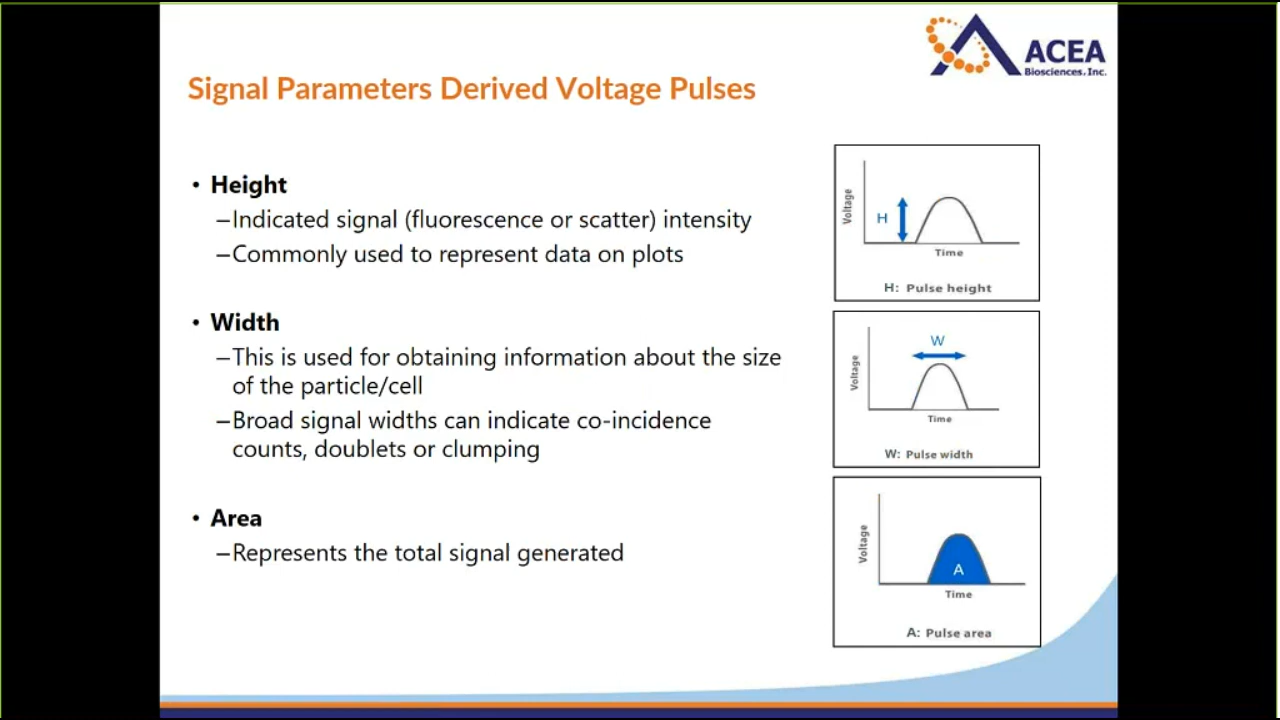 ACEA
Biosciences, Inc.
Signal Parameters Derived Voltage Pulses
• Height
–Indicated signal (fluorescence or scatter) intensity
–Commonly used to represent data on plots
• Width
–This is used for obtaining information about the size
of the particle/cell
–Broad signal widths can indicate co-incidence
counts, doublets or clumping
• Area
–Represents the total signal generated
Voltage
H
Time
H: Pulse height
W
Voltage
Time
W: Pulse width
Voltage
A
Time
A: Pulse area